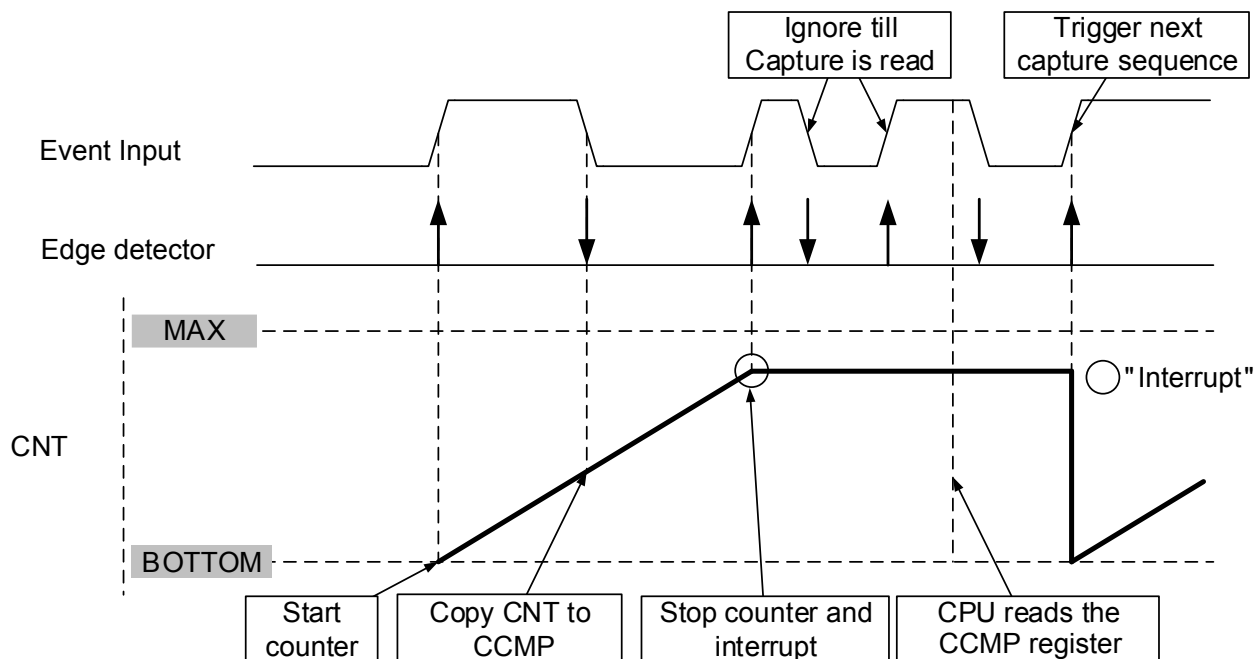 Ignore till
Capture is read
Trigger next
capture sequence
Event Input
Edge detector
MAX
"Interrupt"
CNT
BOTTOM
Start
counter
Copy CNT to
CCMP
Stop counter and
interrupt
CPU reads the
CCMP register